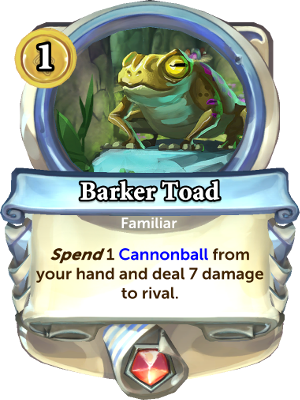 1
Barker Toad
Familiar
Spend 1 Cannonball from
your hand and deal 7 damage
to rival.